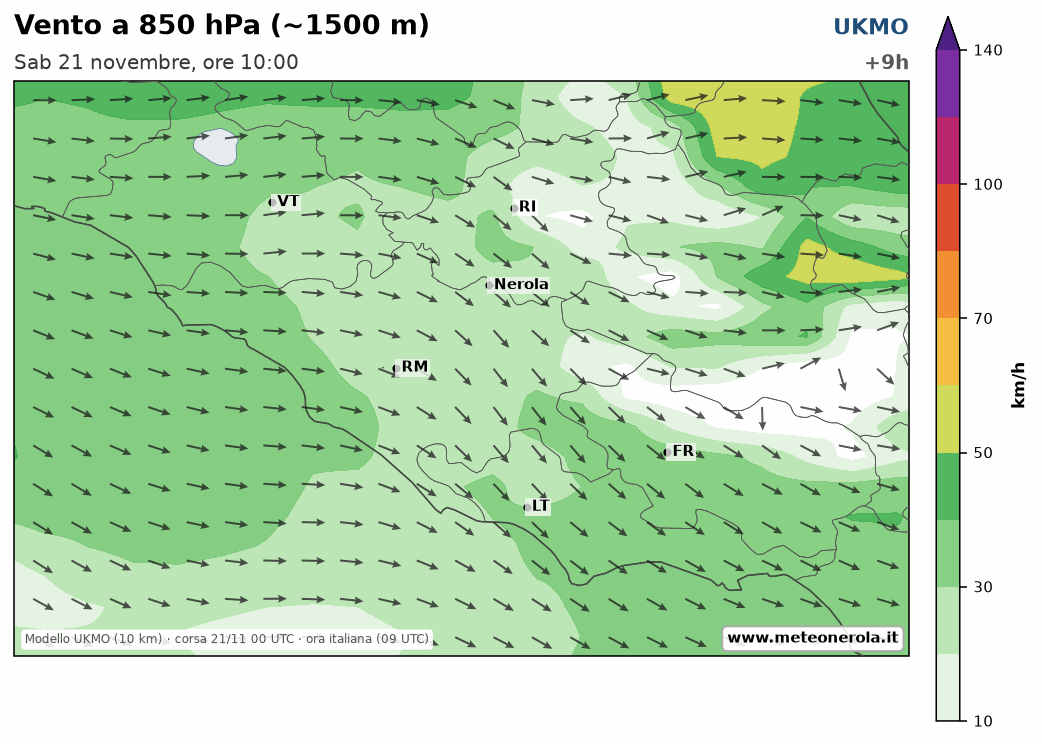 Vento a 850 hPa (~1500 m)
UKMO
Sab 21 novembre, ore 10:00
+9h
140
100
70
50
30
10
km/h
VT
RI
Nerola
RM
FR
LT
Modello UKMO (10 km) · corsa 21/11 00 UTC · ora italiana (09 UTC)
www.meteonerola.it